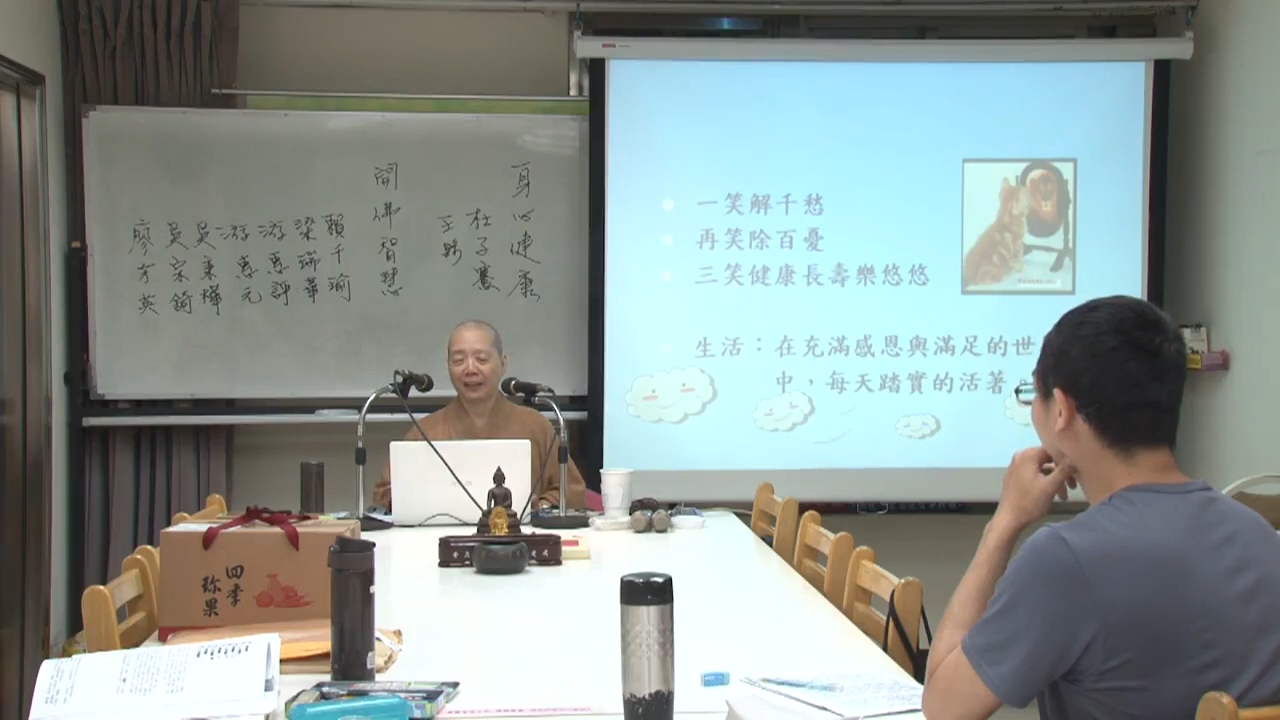 身心健康
杜子騫
開佛智慧
賴千瑜
梁瑞華
游惠評
游惠元
吳秉燁
吳宗錡
廖芳英
一笑解千愁
再笑除百憂
三笑健康長壽樂悠悠
生活：在充滿感恩與滿足的世
中，每天踏實的活著
四季
珍果